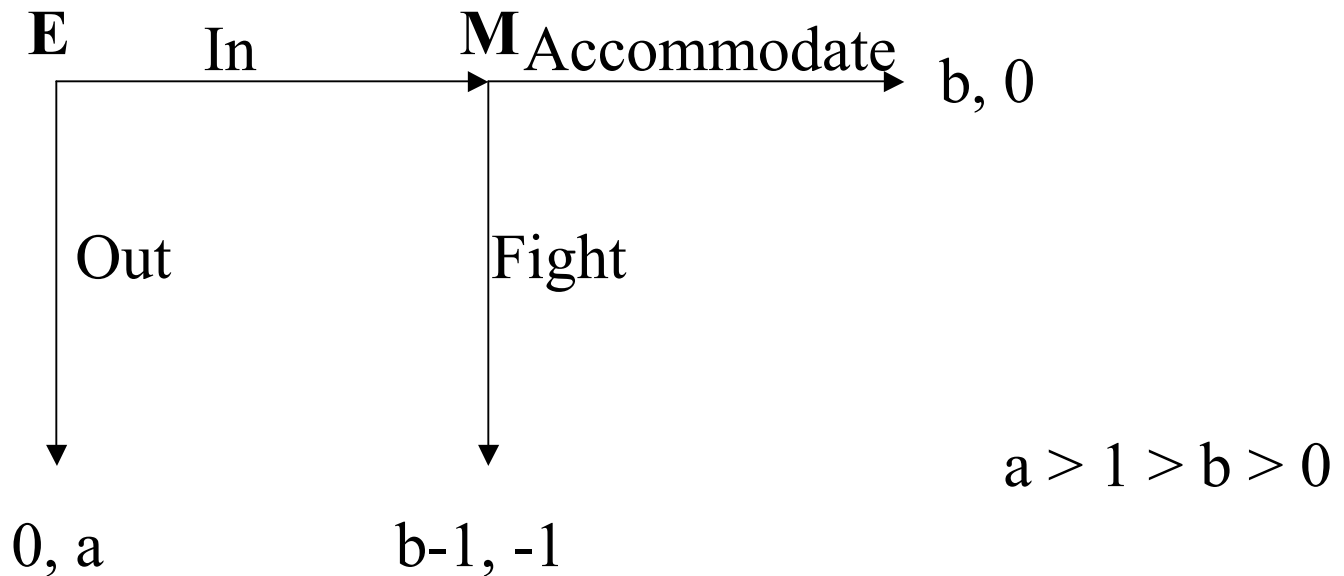 E In M Accommodate
b, 0
Out Fight
a > 1 > b > 0
0, a b-1, -1